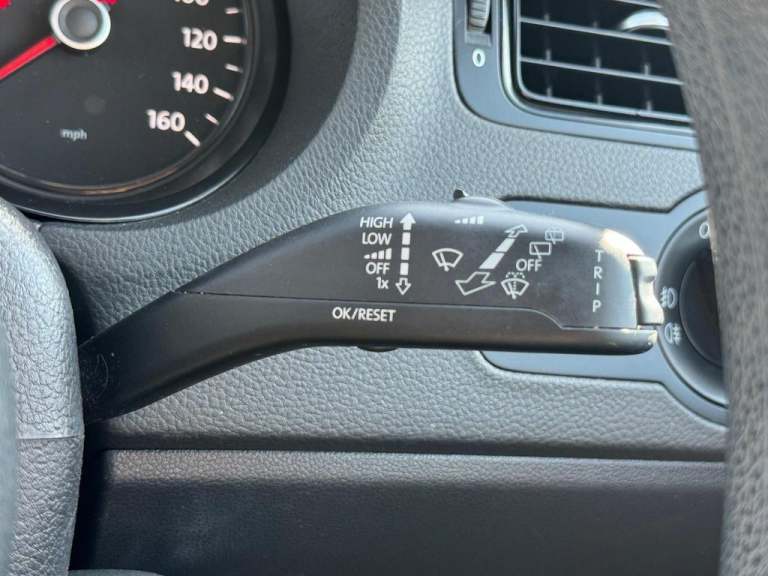 120
140
160
mph
0
HIGH
LOW
OFF
1x
OFF
TRIP
OK/RESET